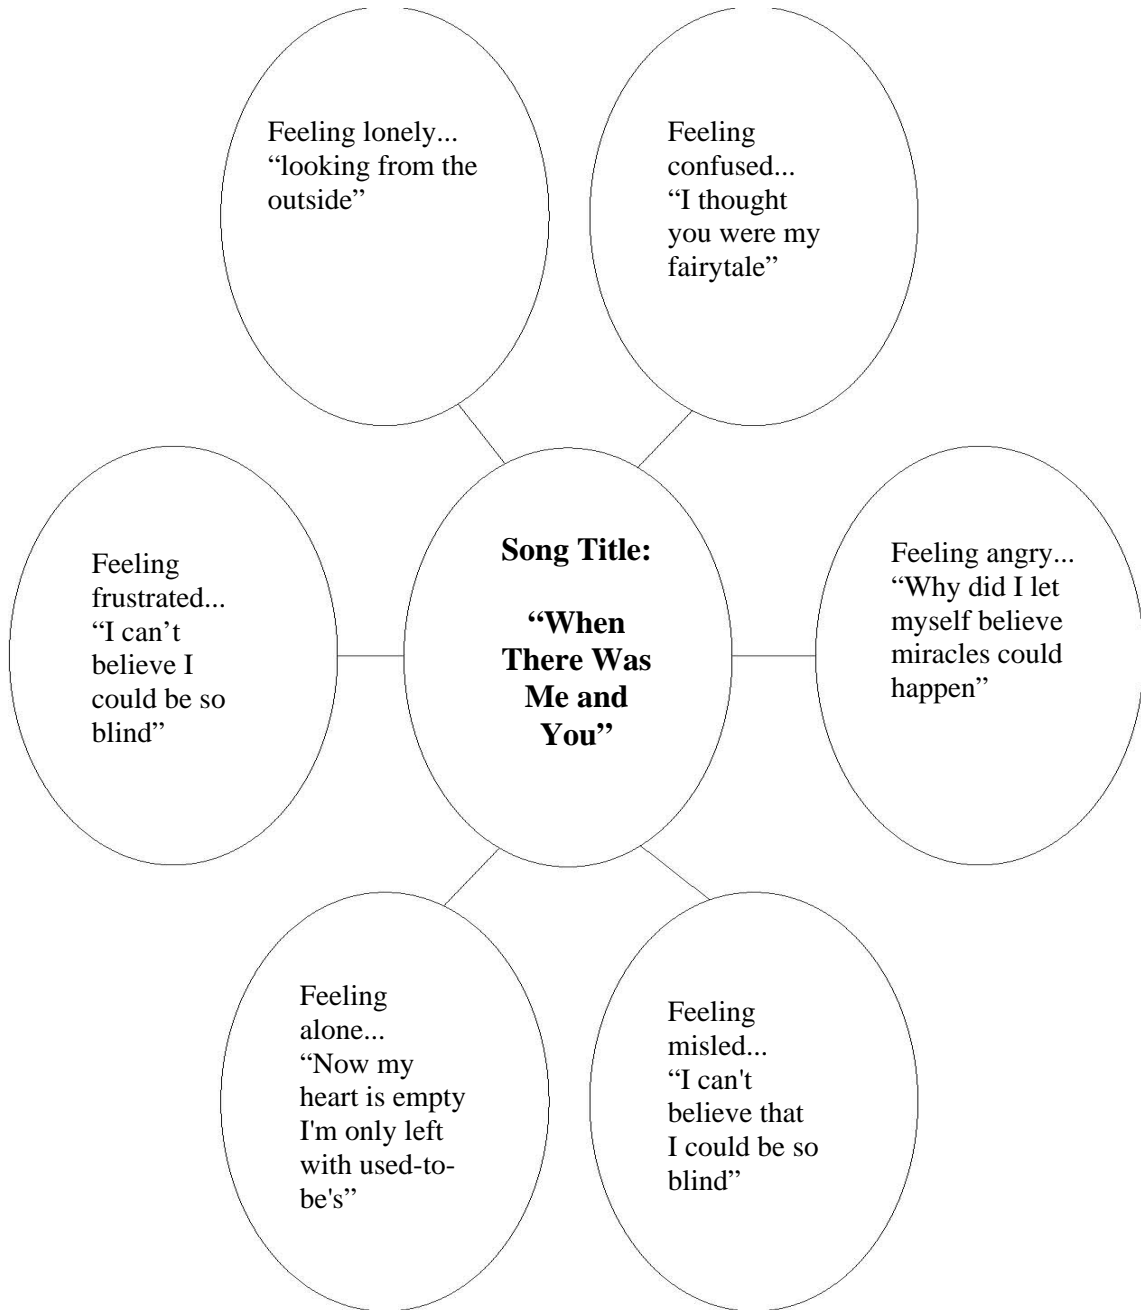 Feeling lonely...
“looking from the
outside”
Feeling
confused...
“I thought
you were my
fairytale”
Feeling
frustrated...
“I can’t
believe I
could be so
blind”
Song Title:
“When
There Was
Me and
You”
Feeling angry...
“Why did I let
myself believe
miracles could
happen”
Feeling
alone...
“Now my
heart is empty
I'm only left
with used-to-
be's”
Feeling
misled...
“I can't
believe that
I could be so
blind”